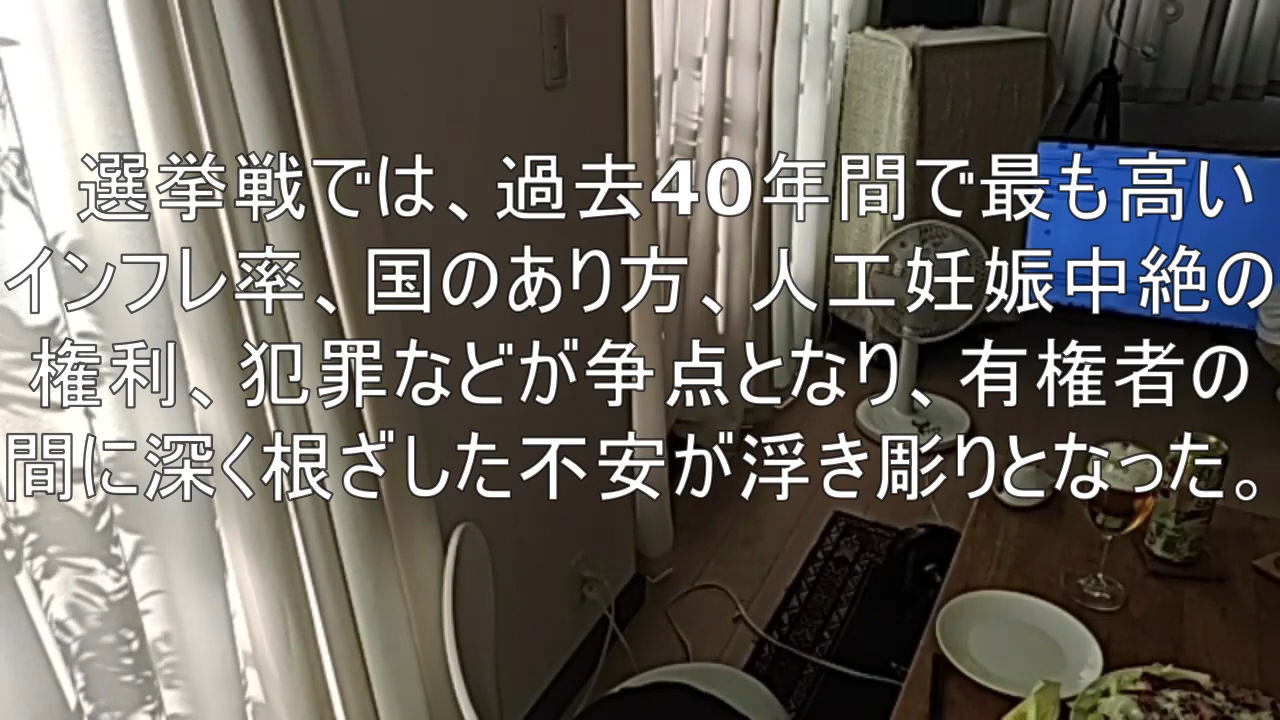 選挙戦では、過去40年間で最も高い
インフレ率、国のあり方、人工妊娠中絶の
権利、犯罪などが争点となり、有権者の
間に深く根ざした不安が浮き彫りとなった。